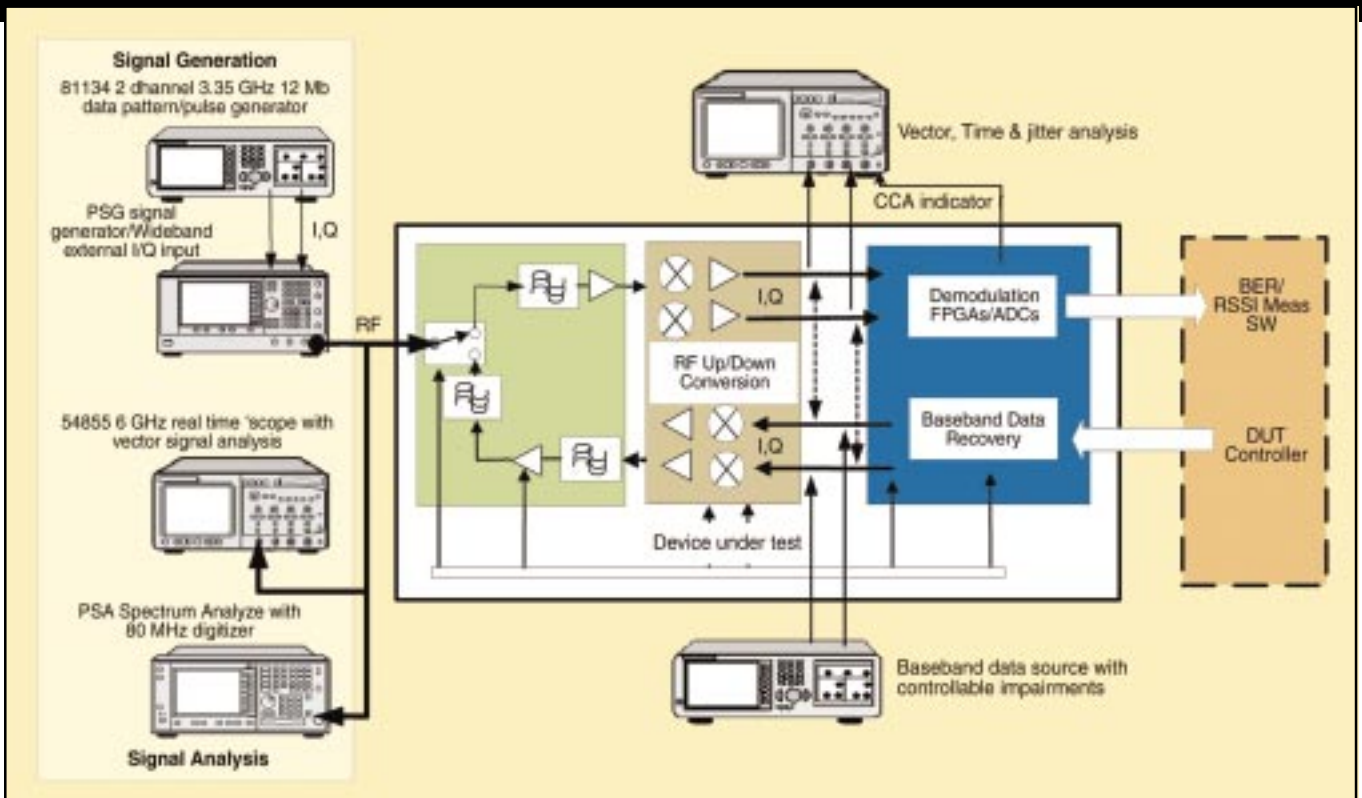 Signal Generation
81134 2 dhannel 3.35 GHz 12 Mb
data pattern/pulse generator
PSG signal
generator/Wideband
external I/Q input
I,Q
RF
54855 6 GHz real time 'scope with
vector signal analysis
PSA Spectrum Analyze with
80 MHz digitizer
Signal Analysis
Vector, Time & jitter analysis
CCA indicator
I,Q
RF Up/Down
Conversion
I,Q
Demodulation
FPGAs/ADCs
Baseband Data
Recovery
Device under test
BER/
RSSI Meas
SW
DUT
Controller
Baseband data source with
controllable impairments